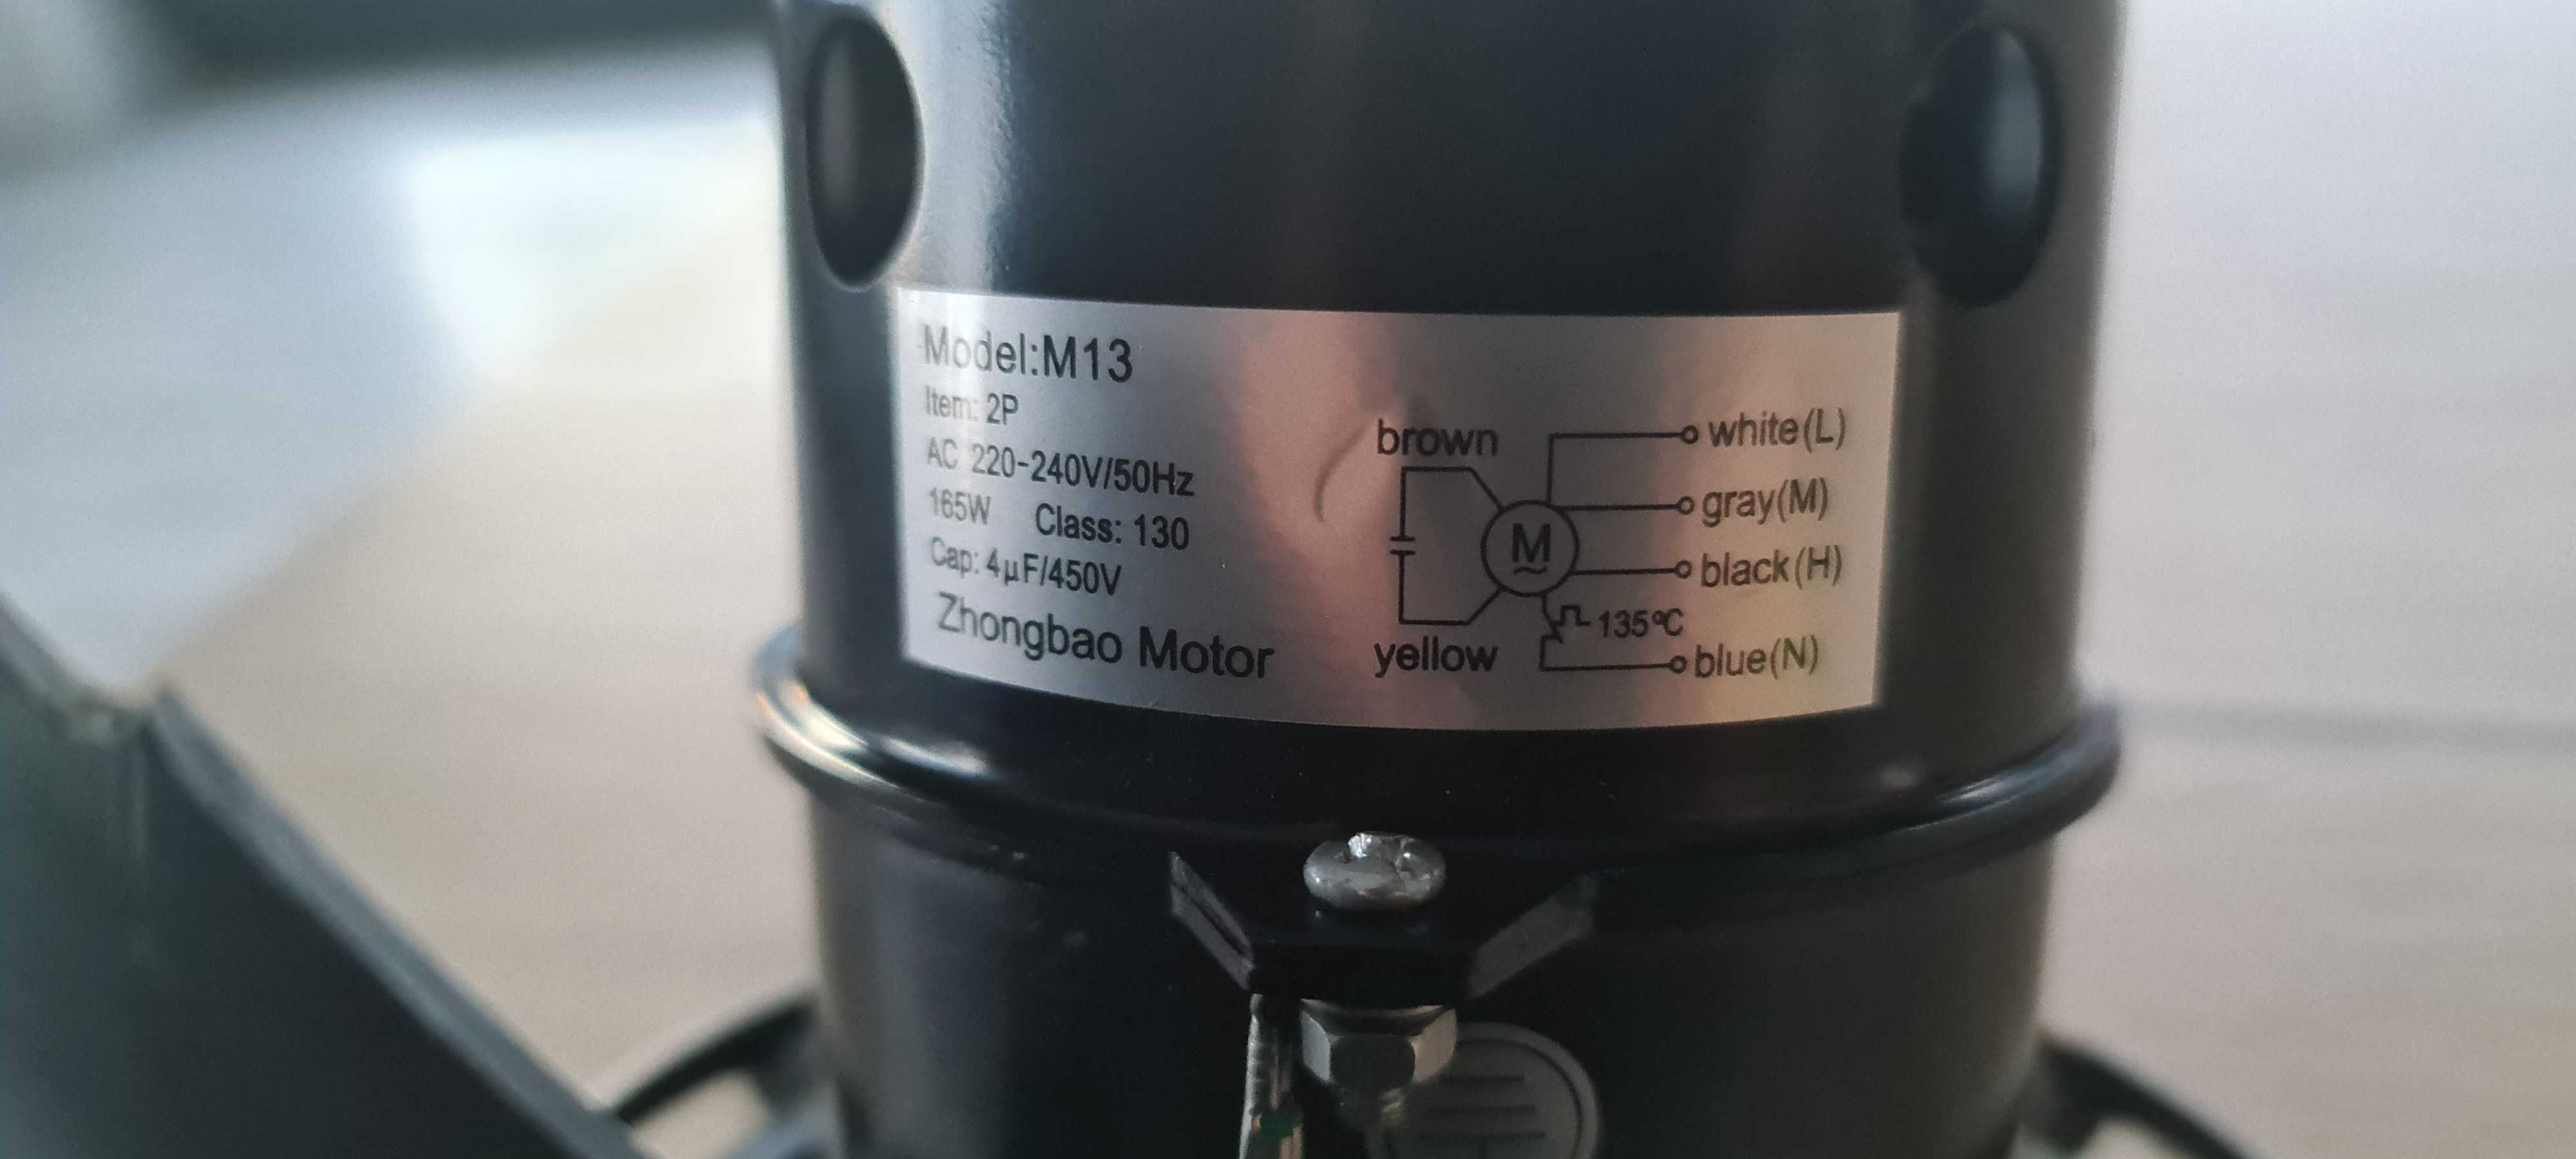 Model:M13
Item: 2P
AC 220-240V/50Hz
165W Class: 130
Cap: 4µF/450V
Zhongbao Motor
brown
yellow
M
white(L)
gray(M)
black(H)
135℃
blue(N)